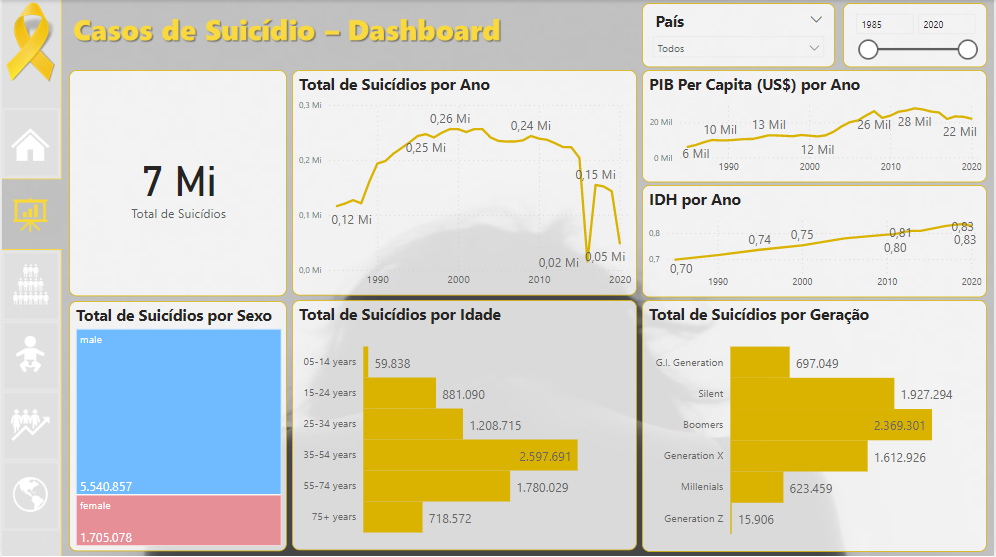 Casos de Suicídio – Dashboard
País
Todos
1985
2020
7 Mi
Total de Suicídios
Total de Suicídios por Ano
0,3 Mi
0,2 Mi
0,1 Mi
0,0 Mi
0,12 Mi
0,25 Mi
0,26 Mi
0,24 Mi
0,15 Mi
0,02 Mi
0,05 Mi
1990
2000
2010
2020
PIB Per Capita (US$) por Ano
20 Mil
0 Mil
6 Mil
10 Mil
13 Mil
12 Mil
26 Mil
28 Mil
22 Mil
1990
2000
2010
2020
IDH por Ano
0,8
0,7
0,70
0,74
0,75
0,81
0,80
0,83
0,83
1990
2000
2010
2020
Total de Suicídios por Sexo
male
5.540.857
female
1.705.078
Total de Suicídios por Idade
05-14 years 59.838
15-24 years 881.090
25-34 years 1.208.715
35-54 years 2.597.691
55-74 years 1.780.029
75+ years 718.572
Total de Suicídios por Geração
G.I. Generation 697.049
Silent 1.927.294
Boomers 2.369.301
Generation X 1.612.926
Millenials 623.459
Generation Z 15.906